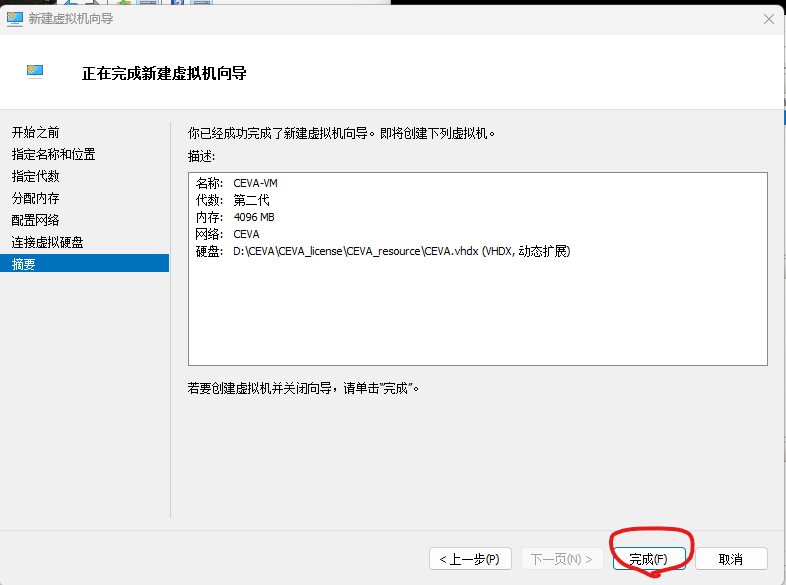 新建虚拟机向导
正在完成新建虚拟机向导
开始之前
指定名称和位置
指定代数
分配内存
配置网络
连接虚拟硬盘
摘要
你已经成功完成了新建虚拟机向导。即将创建下列虚拟机。
描述:
名称: CEVA-VM
代数: 第二代
内存: 4096 MB
网络: CEVA
硬盘: D:\CEVA\CEVA_license\CEVA_resource\CEVA.vhdx (VHDX, 动态扩展)
若要创建虚拟机并关闭向导，请单击"完成"。
< 上一步(P)
下一页(N) >
完成(F)
取消